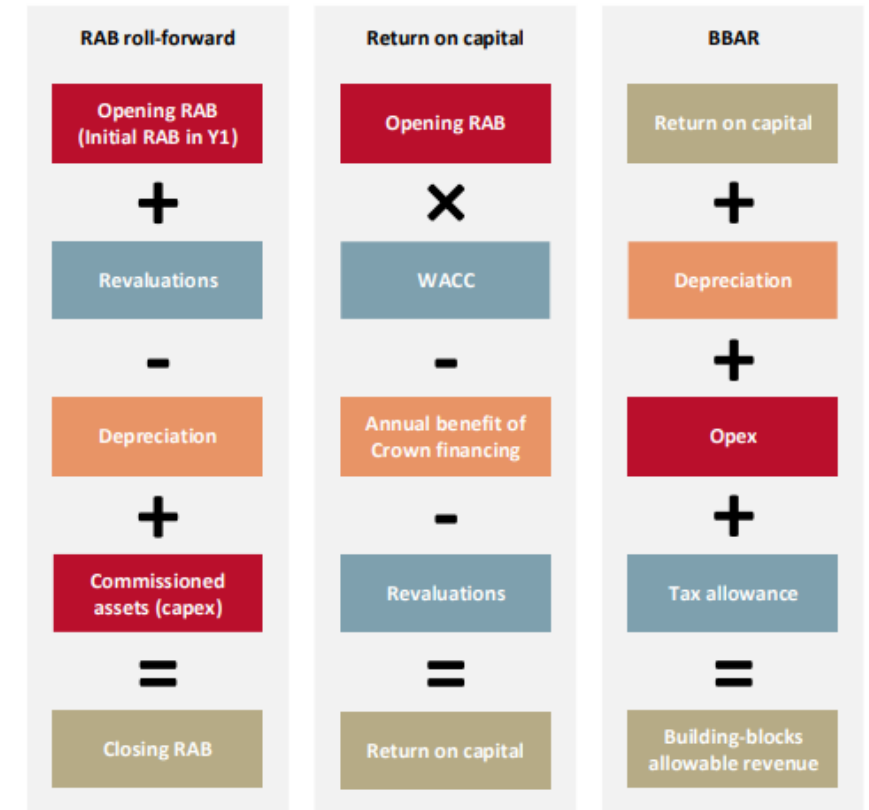 RAB roll-forward
Opening RAB
(Initial RAB in Y1)
+
Revaluations
-
Depreciation
+
Commissioned
assets (capex)
=
Closing RAB
Return on capital
Opening RAB
×
WACC
-
Annual benefit of
Crown financing
-
Revaluations
=
Return on capital
BBAR
Return on capital
+
Depreciation
+
Opex
+
Tax allowance
=
Building-blocks
allowable revenue